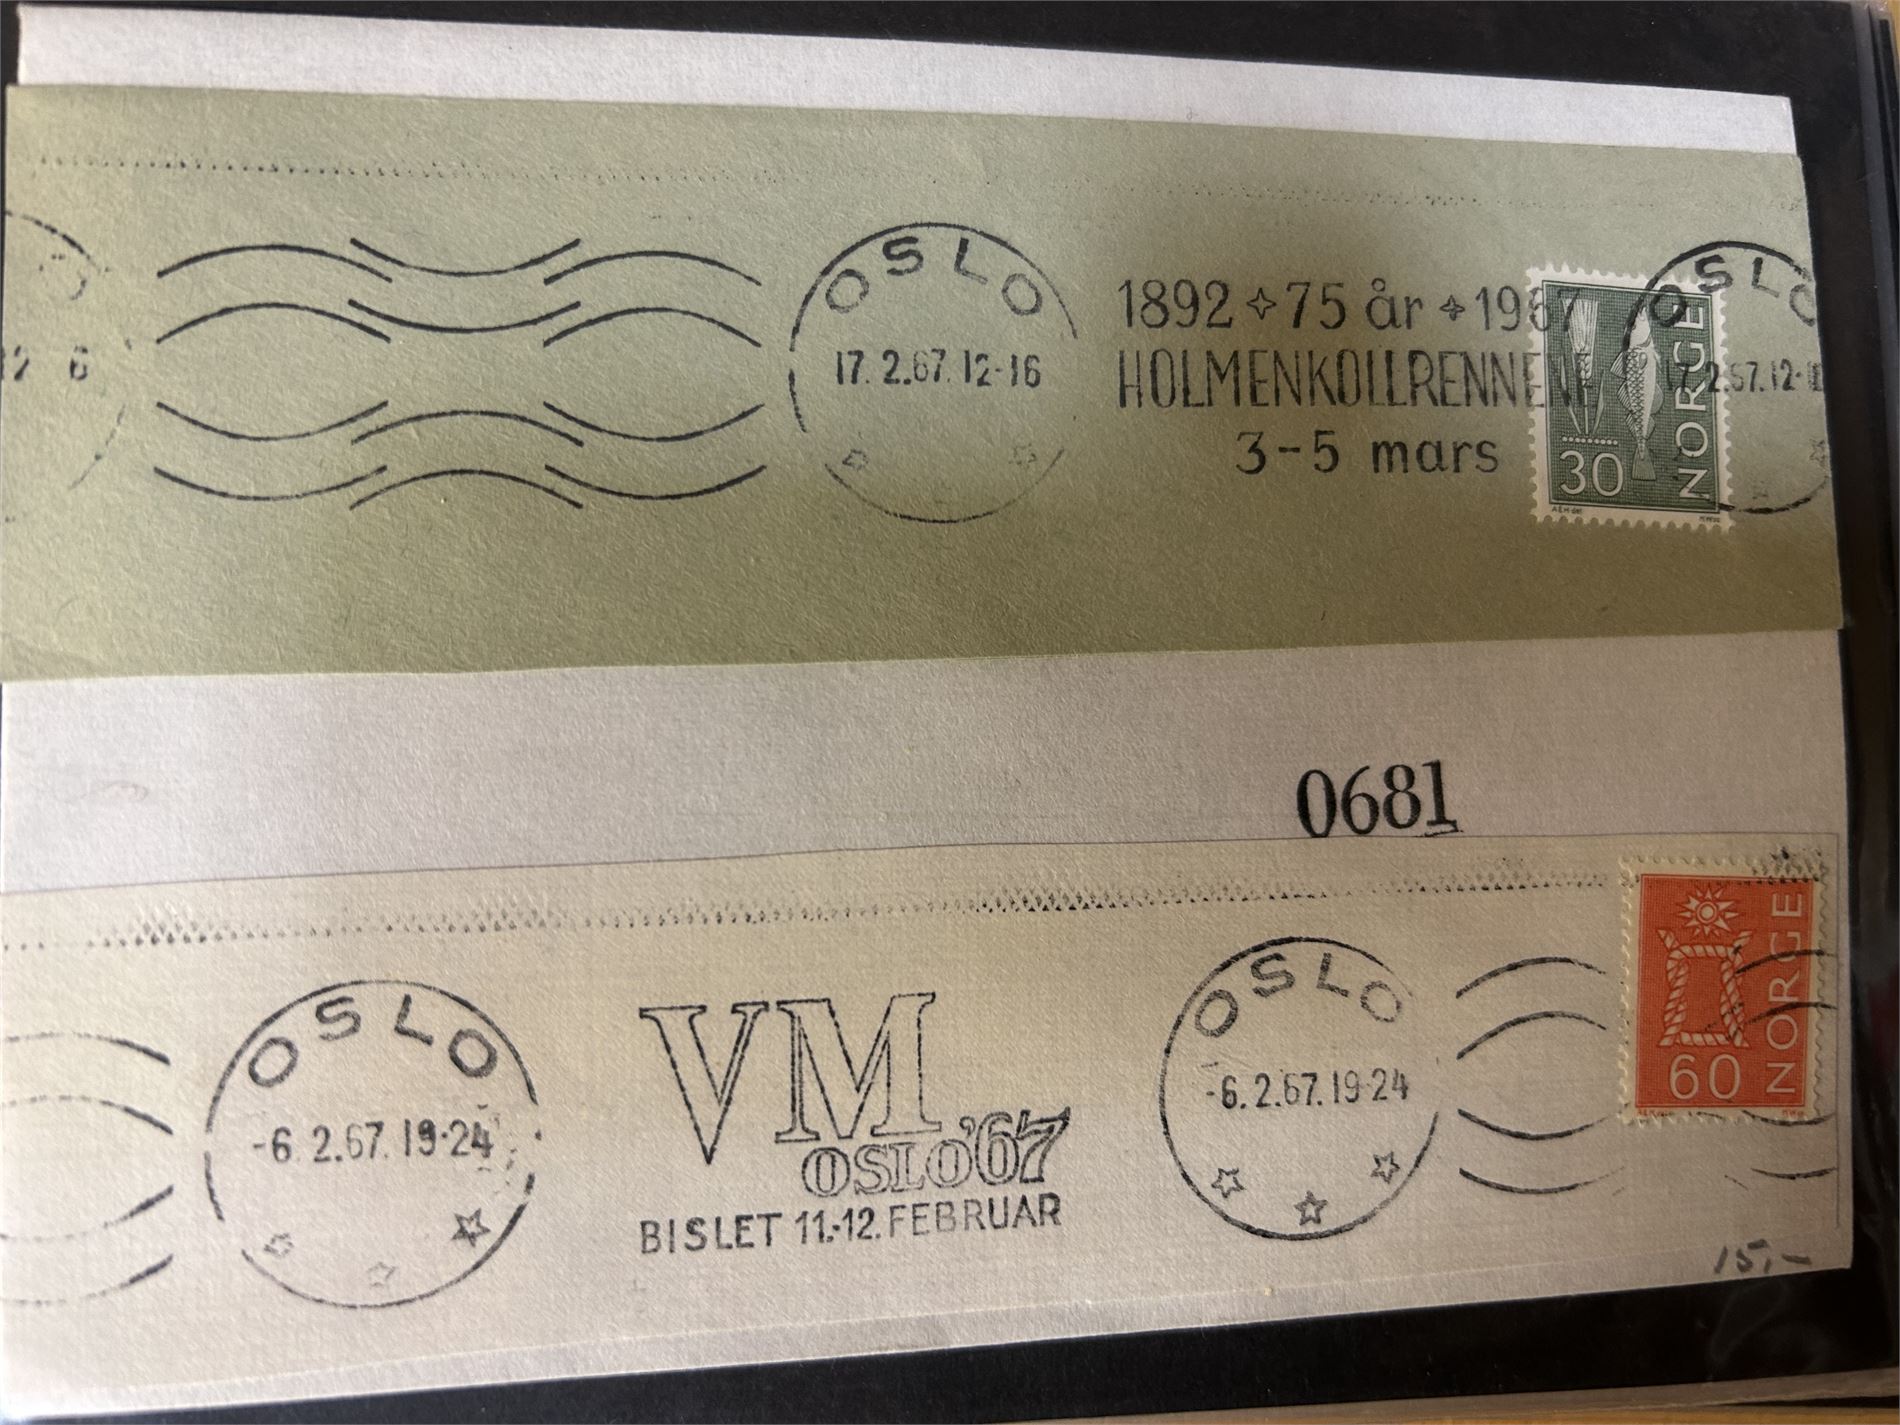 OSLO
17.2.67.12-16
1892 ✧ 75 år ✧ 1967
HOLMENKOLLRENNENE
3-5 mars
30
NORGE
OSLO
17.2.67.12-1
0681
OSLO
-6.2.67.19-24
VM
OSLO'67
BISLET 11.-12. FEBRUAR
OSLO
-6.2.67.19-24
60
NORGE
15,-